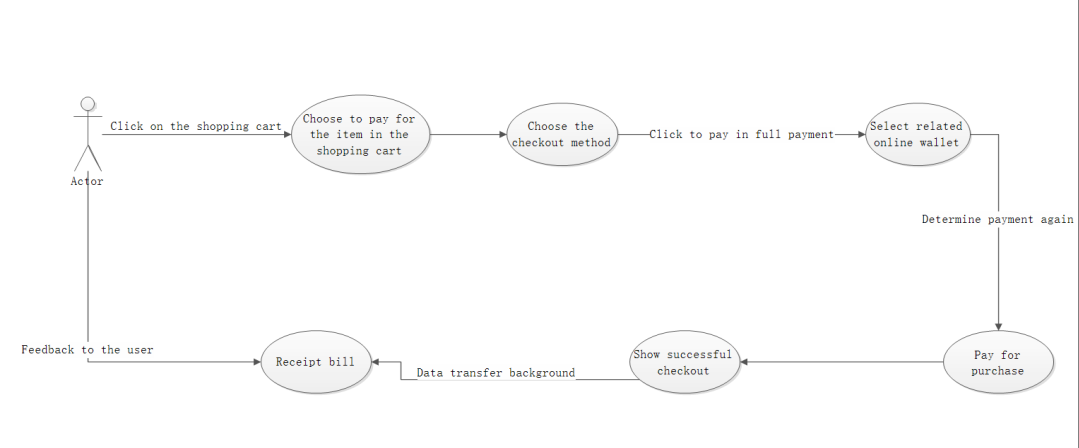 Click on the shopping cart
Choose to pay for
the item in the
shopping cart
Choose the
checkout method
Click to pay in full payment
Select related
online wallet
Actor
Determine payment again
Feedback to the user
Receipt bill
Data transfer background
Show successful
checkout
Pay for
purchase